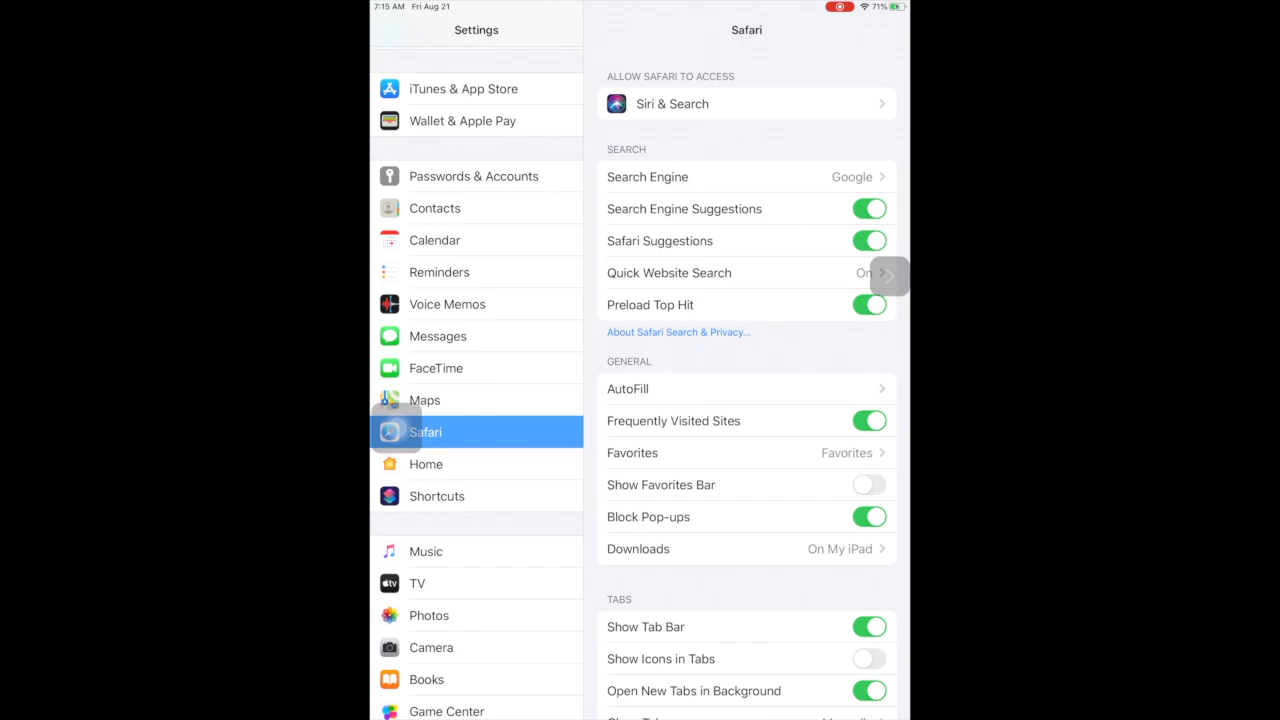 7:15 AM Fri Aug 21
71%
Settings
iTunes & App Store
Wallet & Apple Pay
Passwords & Accounts
Contacts
Calendar
Reminders
Voice Memos
Messages
FaceTime
Maps
Safari
Home
Shortcuts
Music
tv TV
Photos
Camera
Books
Game Center
Safari
ALLOW SAFARI TO ACCESS
Siri & Search
SEARCH
Search Engine Google
Search Engine Suggestions
Safari Suggestions
Quick Website Search On
Preload Top Hit
About Safari Search & Privacy...
GENERAL
AutoFill
Frequently Visited Sites
Favorites Favorites
Show Favorites Bar
Block Pop-ups
Downloads On My iPad
TABS
Show Tab Bar
Show Icons in Tabs
Open New Tabs in Background